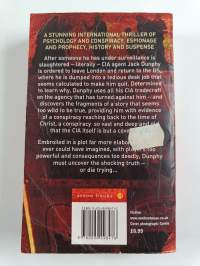 A STUNNING INTERNATIONAL THRILLER OF
PSYCHOLOGY AND CONSPIRACY, ESPIONAGE
AND PROPHECY, HISTORY AND SUSPENSE
After someone he has under surveillance is
slaughtered – literally – CIA agent Jack Dunphy
is ordered to leave London and return to the US,
where he is dumped into a tedious desk job that
seems calculated to make him quit. Determined
to learn why, Dunphy uses all his CIA tradecraft
on the agency that has turned against him – and
discovers the fragments of a story that seems
too wild to be true, providing him with evidence
of a conspiracy reaching back to the time of
Christ, a conspiracy so vast and deep and dark
that the CIA itself is but a cover
Embroiled in a plot far more elaborate than he
ever could have imagined, with players too
powerful and consequences too deadly, Dunphy
must uncover the shocking truth –
or die trying...
arrow books
Fiction
£6.99